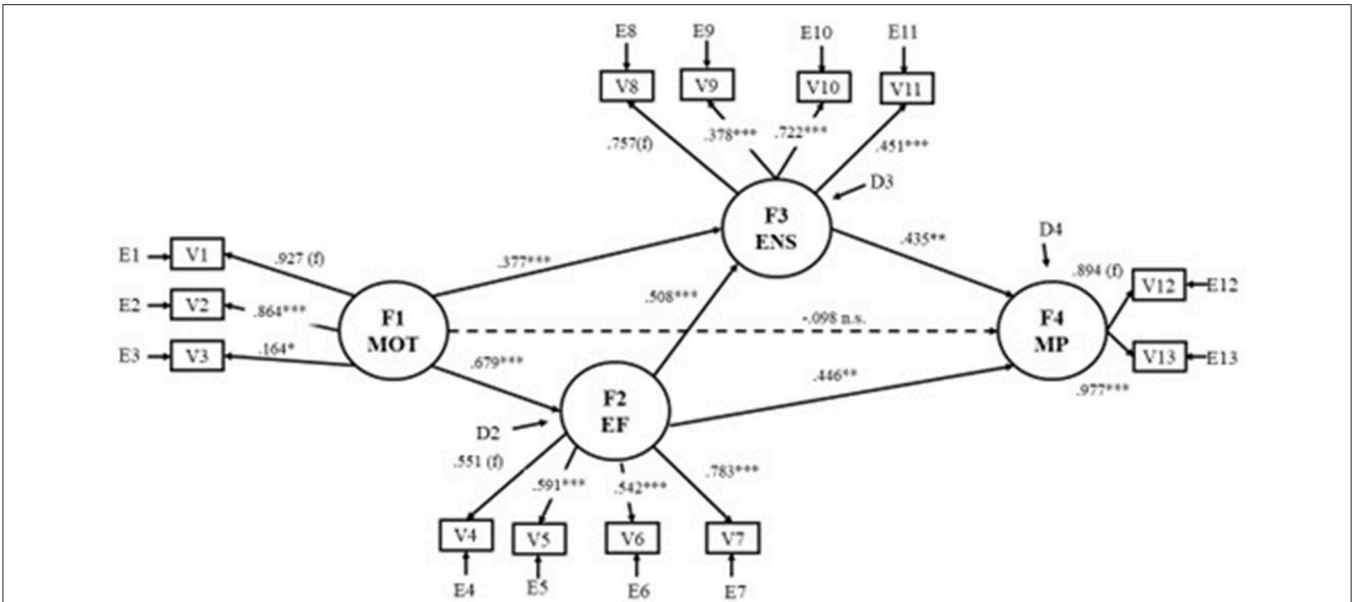 E8 E9 E10 E11
V8 V9 V10 V11
.757(f) .378*** .722*** .451***
D3
F3
ENS
E1 V1 .927 (f)
E2 V2 .864***
E3 V3 .164*
F1
MOT
.377***
.508***
.679***
.435**
-.098 n.s.
.446**
D4
.894 (f)
V12 E12
F4
MP
V13 E13
.977***
F2
EF
D2
.551 (f) .591*** .542*** .783***
V4 V5 V6 V7
E4 E5 E6 E7